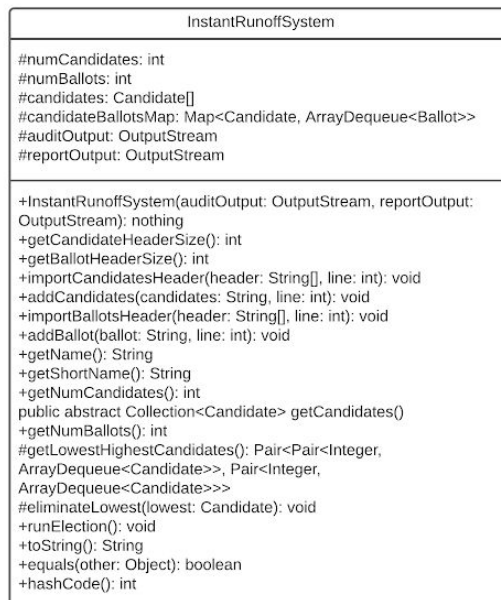 InstantRunoffSystem
#numCandidates: int
#numBallots: int
#candidates: Candidate[]
#candidateBallotsMap: Map<Candidate, ArrayDequeue<Ballot>>
#auditOutput: OutputStream
#reportOutput: OutputStream
+InstantRunoffSystem(auditOutput: OutputStream, reportOutput:
OutputStream): nothing
+getCandidateHeaderSize(): int
+getBallotHeaderSize(): int
+importCandidatesHeader(header: String[], line: int): void
+addCandidates(candidates: String, line: int): void
+importBallotsHeader(header: String[], line: int): void
+addBallot(ballot: String, line: int): void
+getName(): String
+getShortName(): String
+getNumCandidates(): int
public abstract Collection<Candidate> getCandidates()
+getNumBallots(): int
#getLowestHighestCandidates(): Pair<Pair<Integer,
ArrayDequeue<Candidate>>, Pair<Integer,
ArrayDequeue<Candidate>>>
#eliminateLowest(lowest: Candidate): void
+runElection(): void
+toString(): String
+equals(other: Object): boolean
+hashCode(): int